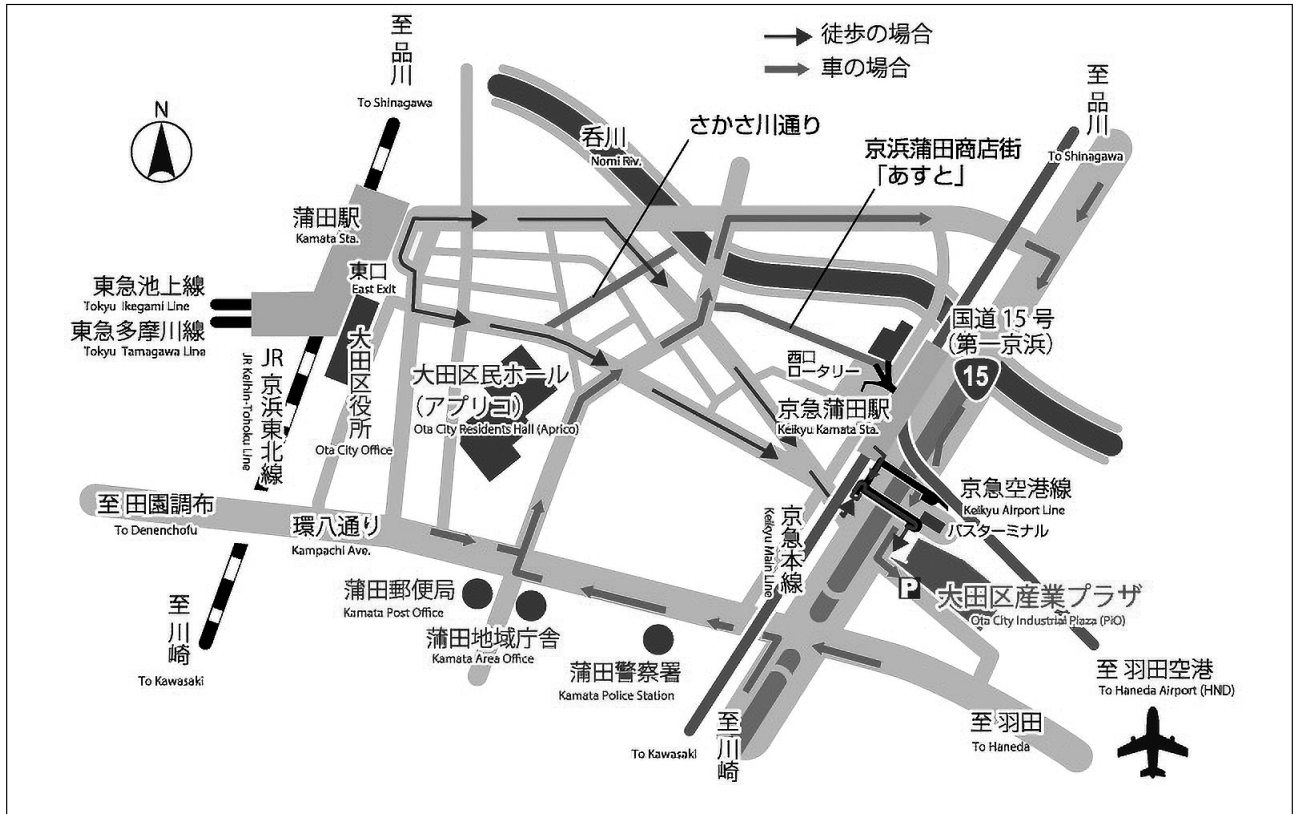 至品川
To Shinagawa
徒歩の場合
車の場合
至品川
To Shinagawa
N
呑川
Nomi Riv.
さかさ川通り
京浜蒲田商店街
「あすと」
蒲田駅
Kamata Sta.
東口
East Exit
東急池上線
Tokyu Ikegami Line
東急多摩川線
Tokyu Tamagawa Line
JR京浜東北線
JR Keihin-Tohoku Line
大田区役所
Ota City Office
大田区民ホール
(アプリコ)
Ota City Residents Hall (Aprico)
西口
ロータリー
京急蒲田駅
Keikyu Kamata Sta.
国道15号
(第一京浜)
15
京急空港線
Keikyu Airport Line
バスターミナル
至 田園調布
To Denenchofu
環八通り
Kampachi Ave.
京急本線
Keikyu Main Line
P
大田区産業プラザ
Ota City Industrial Plaza (PiO)
蒲田郵便局
Kamata Post Office
蒲田地域庁舎
Kamata Area Office
蒲田警察署
Kamata Police Station
至川崎
To Kawasaki
至川崎
To Kawasaki
至 羽田空港
To Haneda Airport (HND)
至 羽田
To Haneda